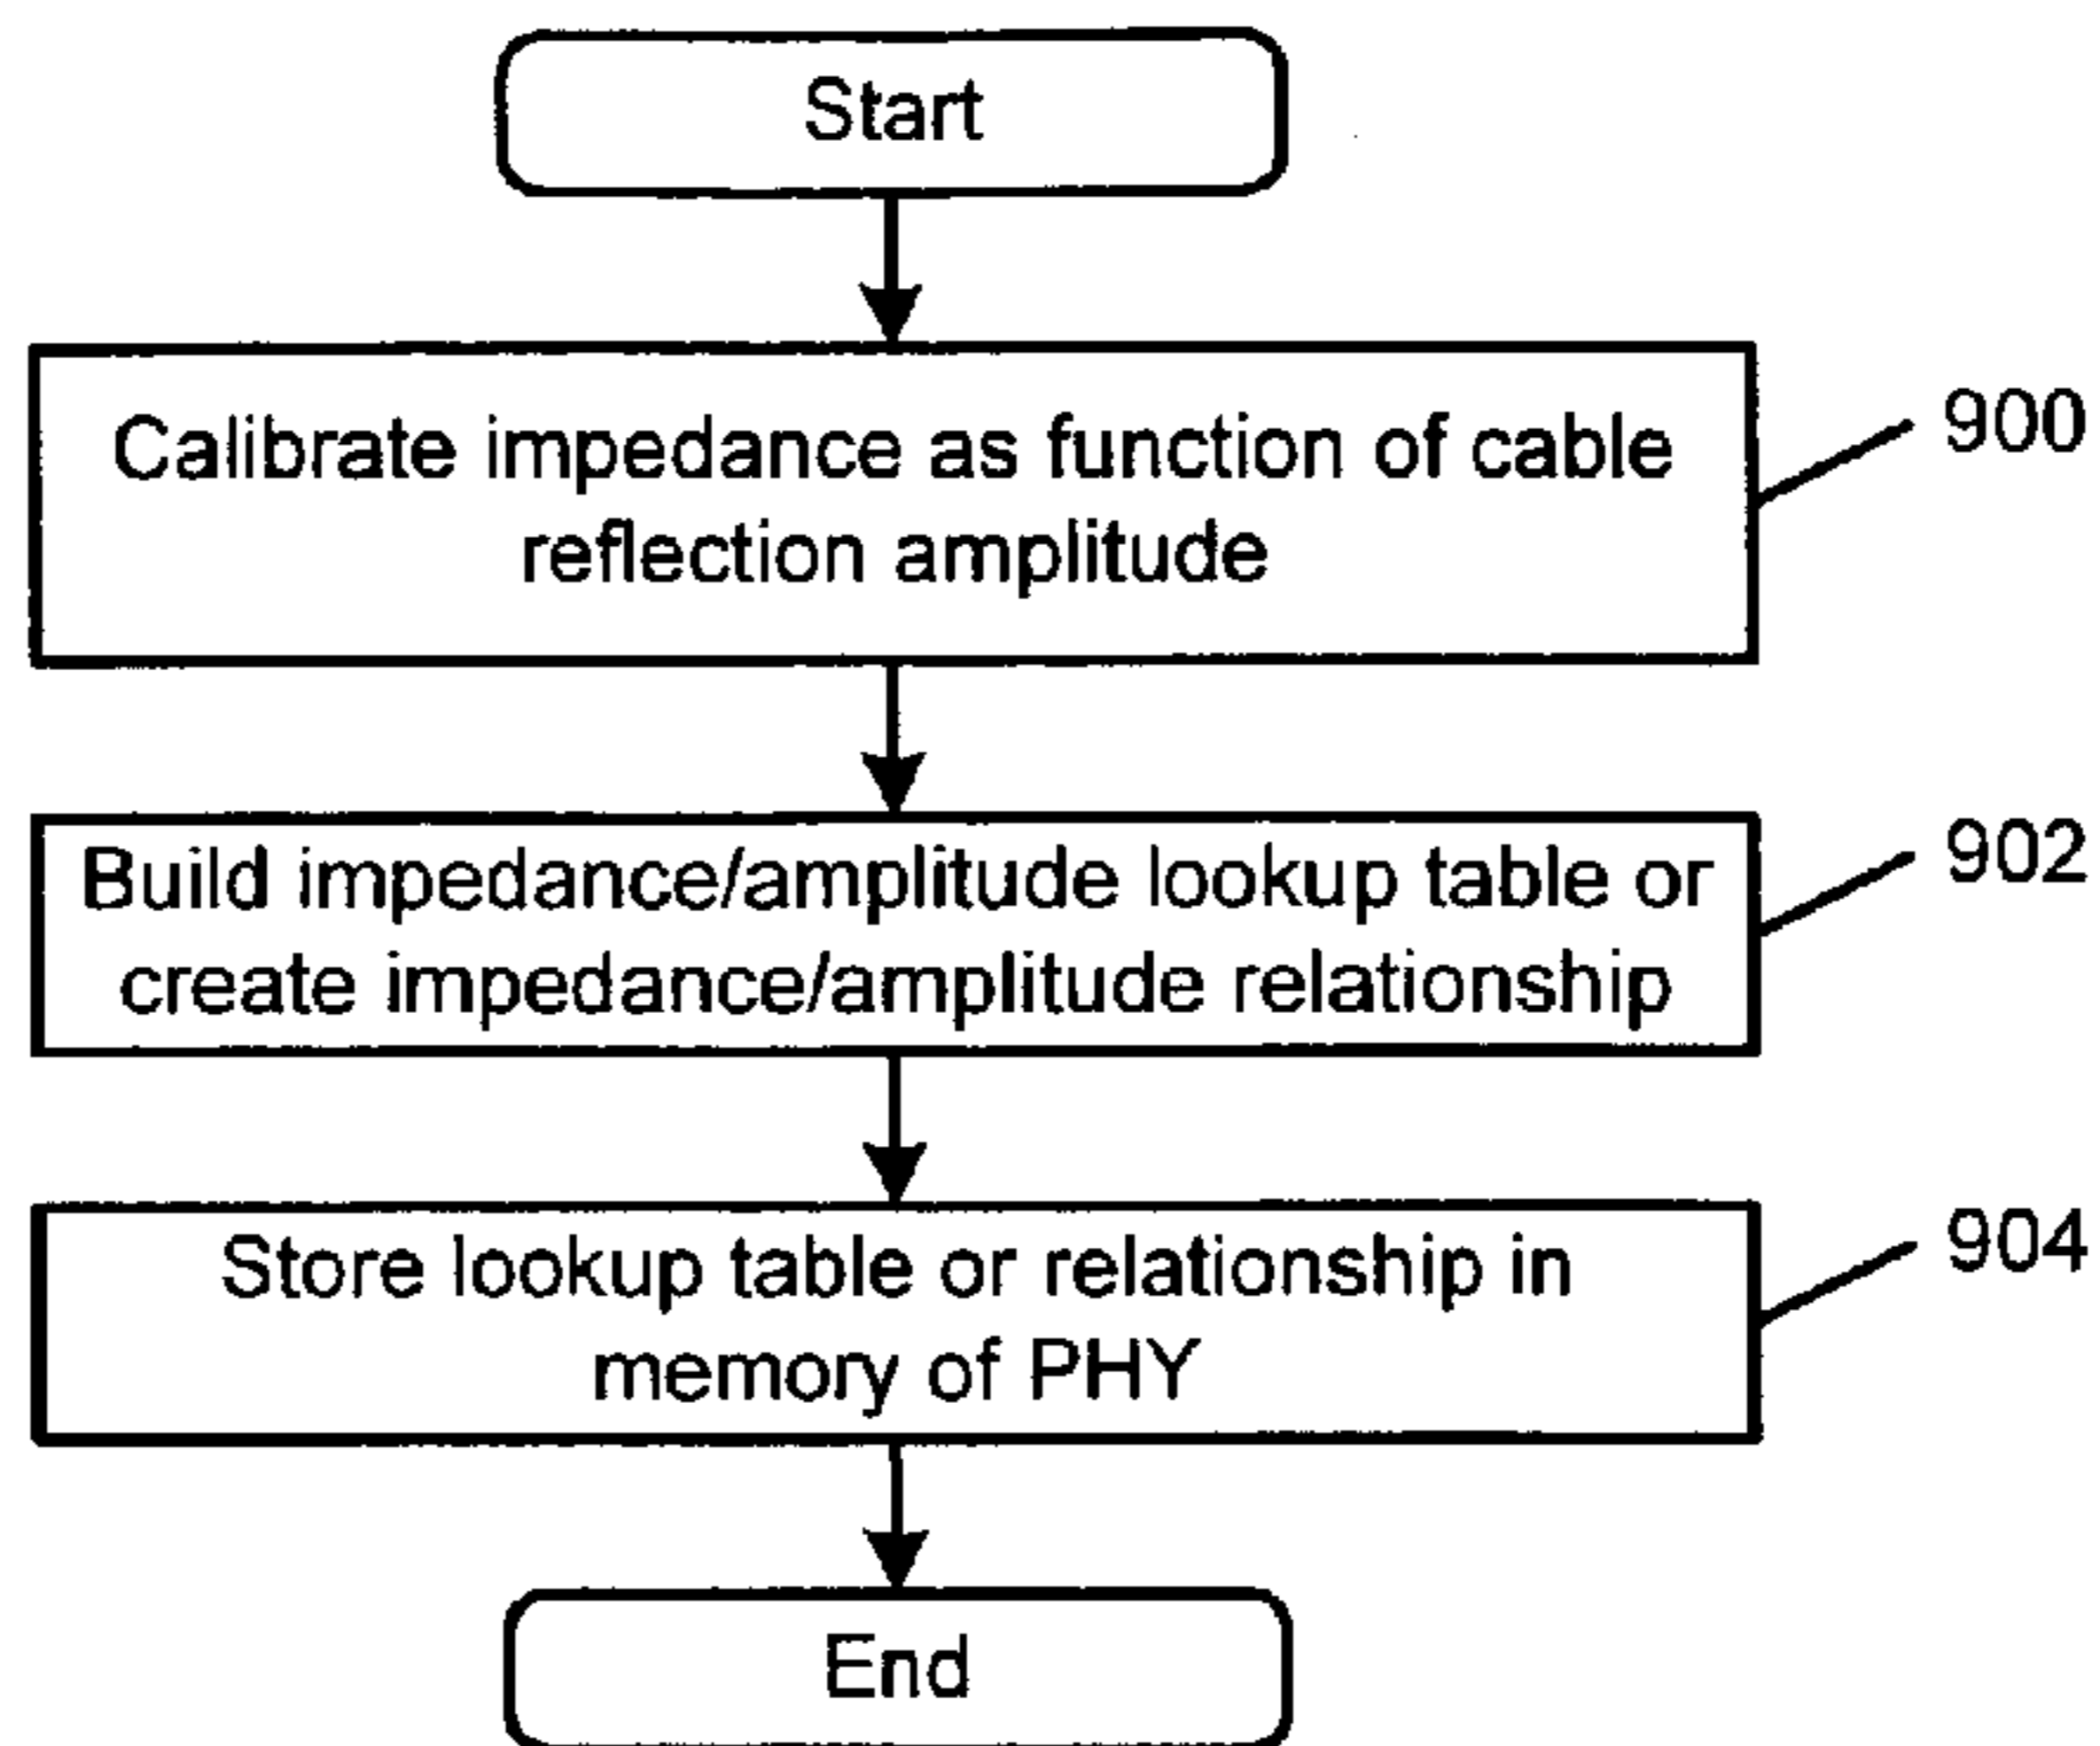 Start
Calibrate impedance as function of cable
reflection amplitude
900
Build impedance/amplitude lookup table or
create impedance/amplitude relationship
902
Store lookup table or relationship in
memory of PHY
904
End